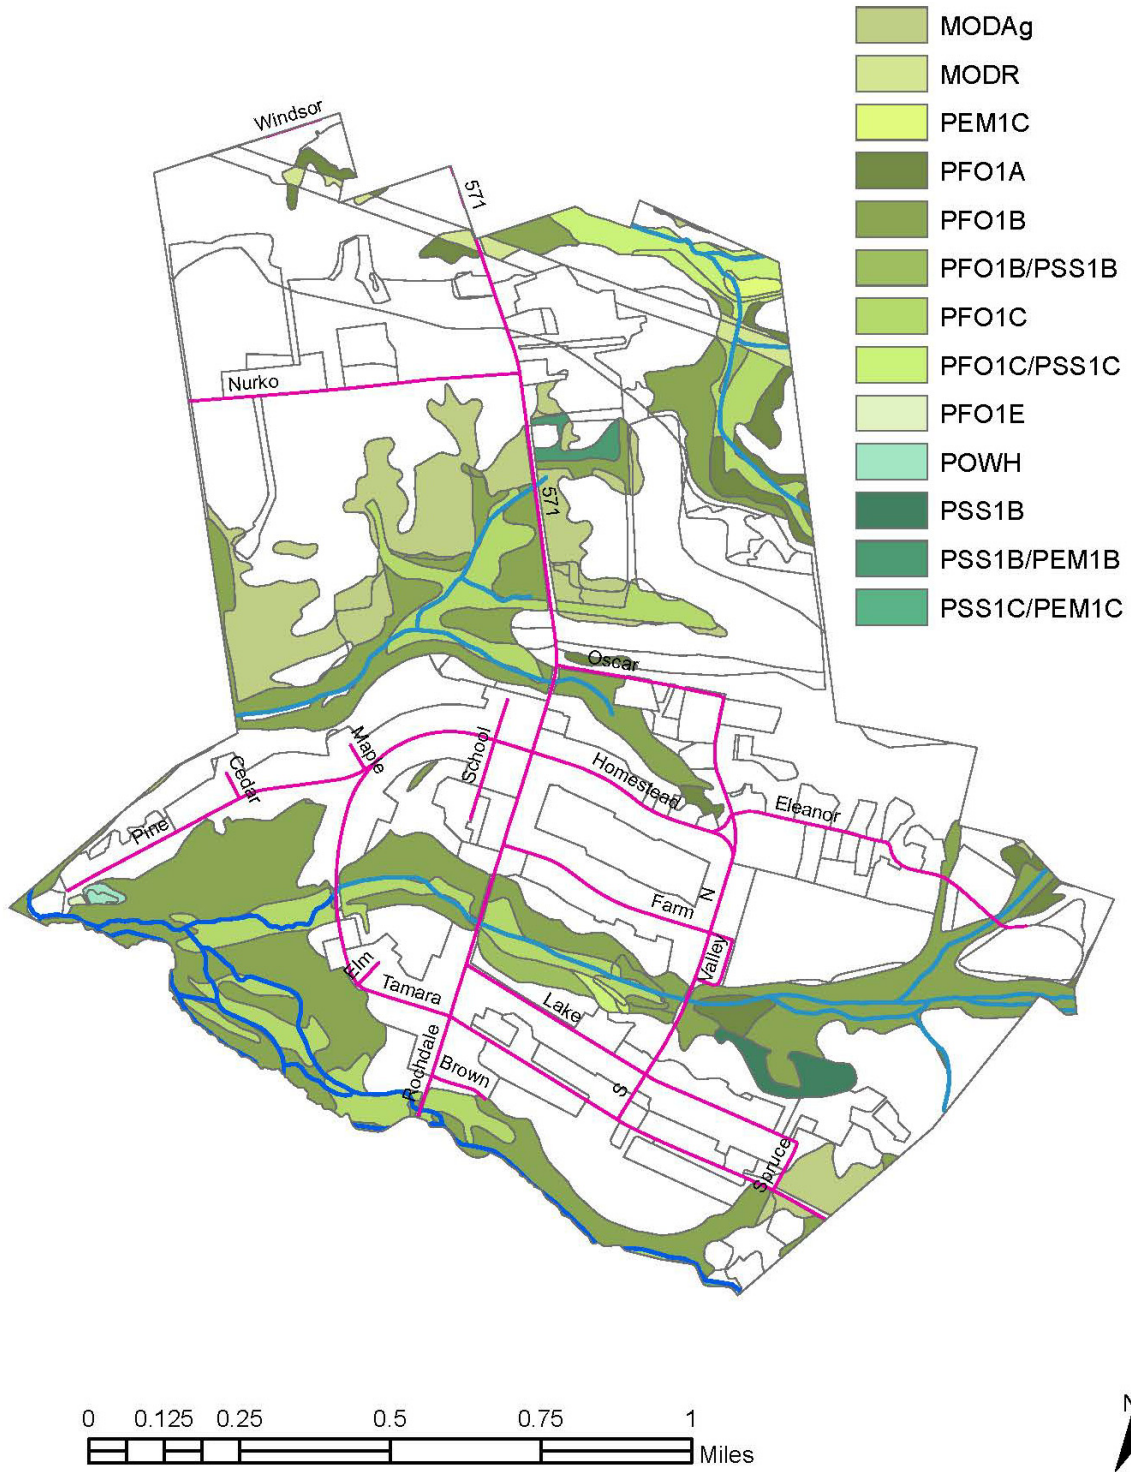 MODAg
MODR
PEM1C
PFO1A
PFO1B
PFO1B/PSS1B
PFO1C
PFO1C/PSS1C
PFO1E
POWH
PSS1B
PSS1B/PEM1B
PSS1C/PEM1C
Windsor
571
Nurko
571
Oscar
Maple
School
Cedar
Homestead
Eleanor
Pine
Farm
N
Valley
Elm
Tamara
Lake
Rochdale
Brown
S
Spruce
0 0.125 0.25 0.5 0.75 1
Miles
N